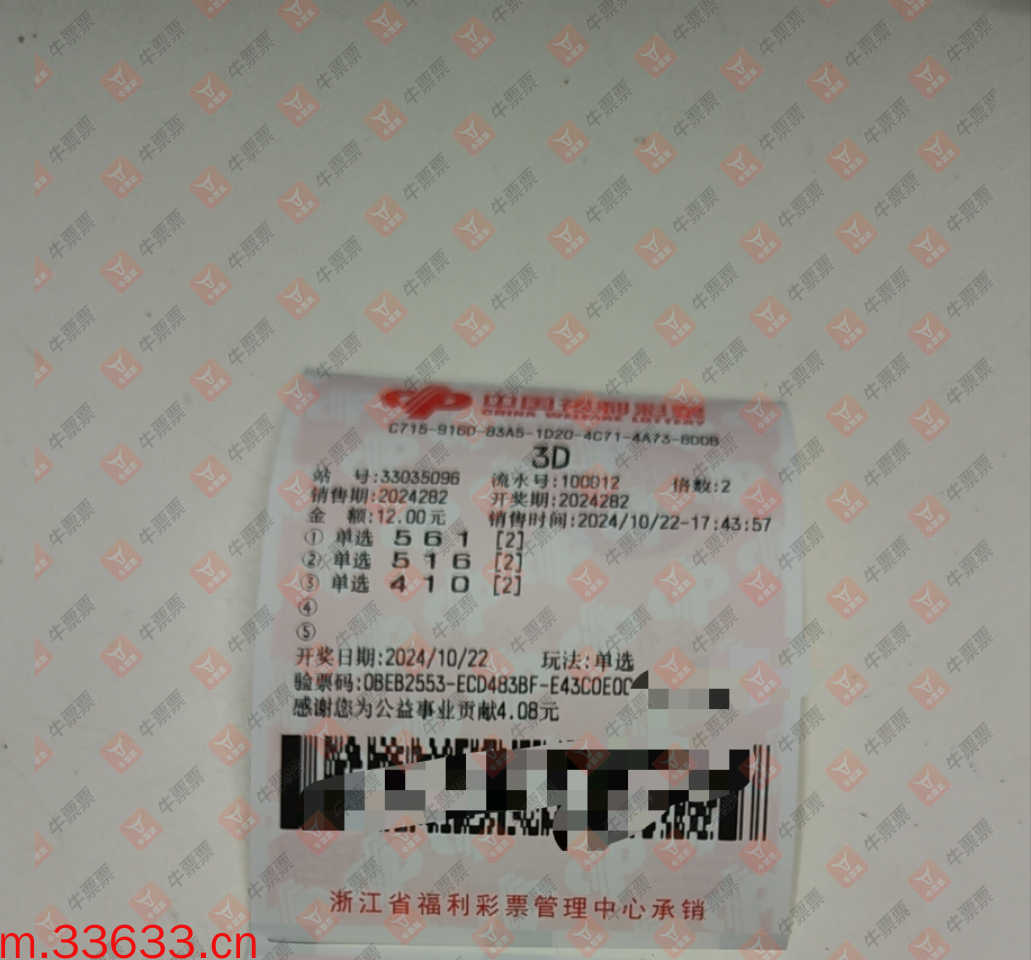 中国福利彩票
CHINA WELFARE LOTTERY
C715-916D-83A5-1D20-4C71-4A73-8DDB
3D
站 号:33035096 流水号:100012 倍数:2
销售期:2024282 开奖期:2024282
金 额:12.00元 销售时间:2024/10/22-17:43:57
① 单选 5 6 1 [2]
② 单选 5 1 6 [2]
③ 单选 4 1 0 [2]
④
⑤
开奖日期:2024/10/22 玩法:单选
验票码:0BEB2553-ECD483BF-E43C0E0C
感谢您为公益事业贡献4.08元
浙江省福利彩票管理中心承销
m.33633.cn
牛票票